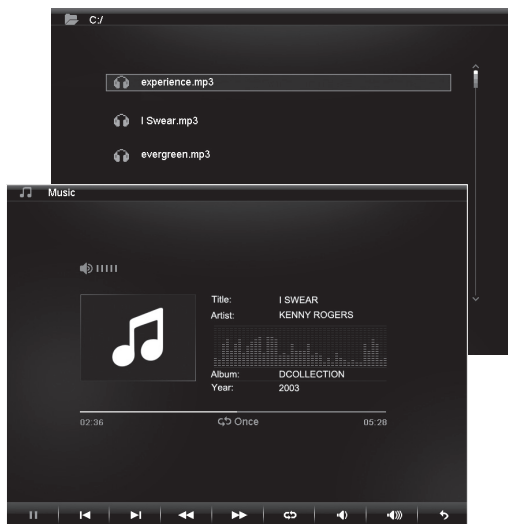 C:/
experience.mp3
I Swear.mp3
evergreen.mp3
Music
Title: I SWEAR
Artist: KENNY ROGERS
Album: DCOLLECTION
Year: 2003
02:36 Once 05:28